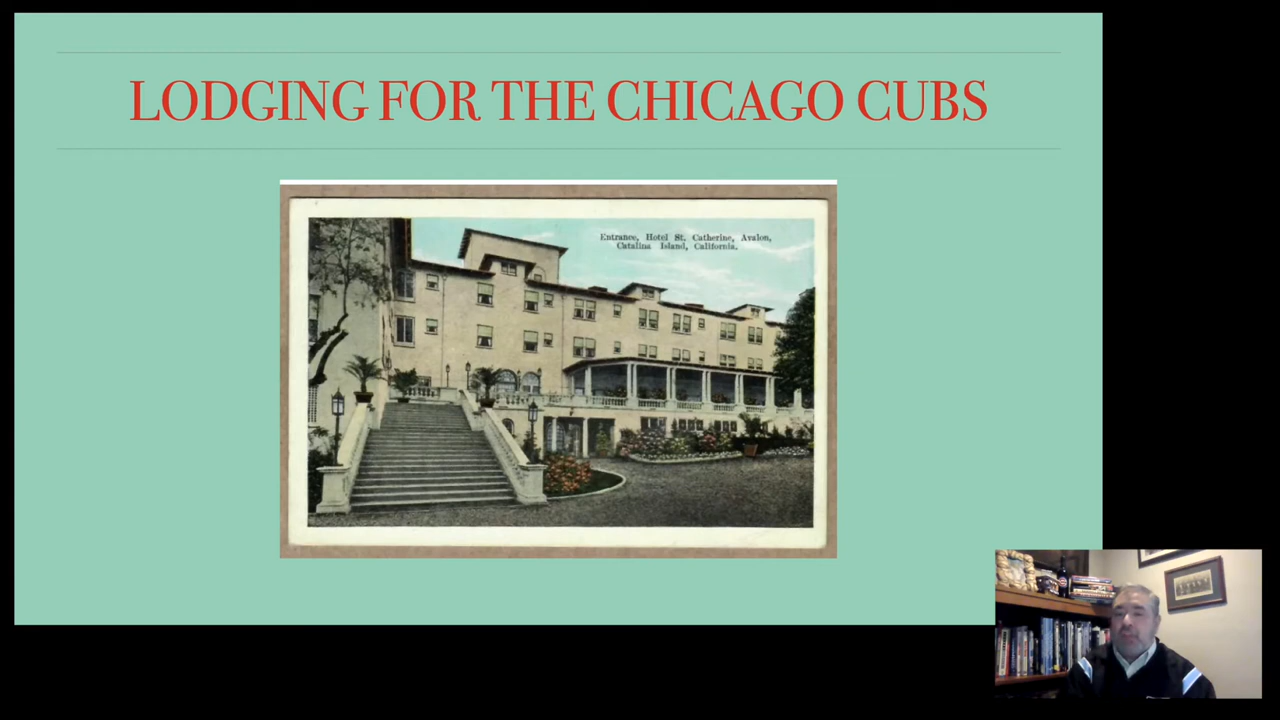 LODGING FOR THE CHICAGO CUBS
Entrance, Hotel St. Catherine, Avalon,
Catalina Island, California.